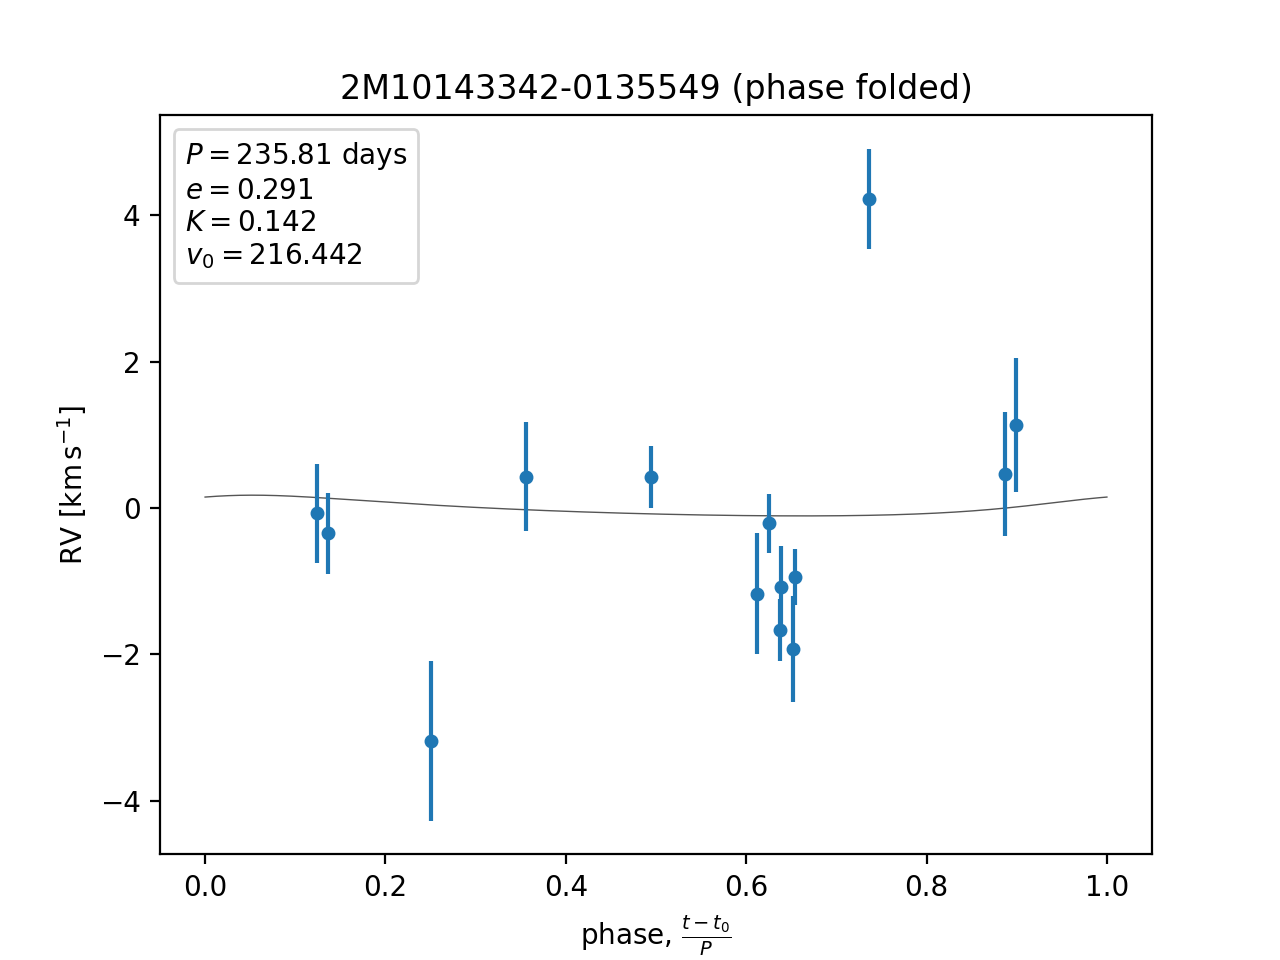 2M10143342-0135549 (phase folded)
P = 235.81 days
e = 0.291
K = 0.142
v₀ = 216.442
4
2
0
−2
−4
RV [km s⁻¹]
0.0 0.2 0.4 0.6 0.8 1.0
phase, (t − t₀)/P